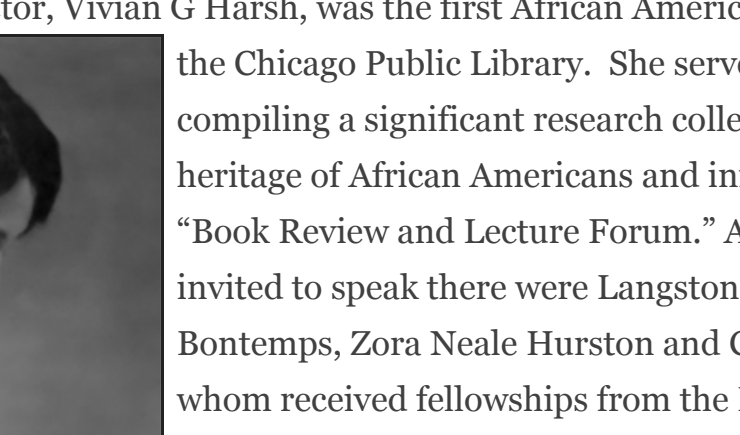 tor, Vivian G Harsh, was the first African Americ
the Chicago Public Library.  She serve
compiling a significant research colle
heritage of African Americans and in
“Book Review and Lecture Forum.” A
invited to speak there were Langston
Bontemps, Zora Neale Hurston and
whom received fellowships from the